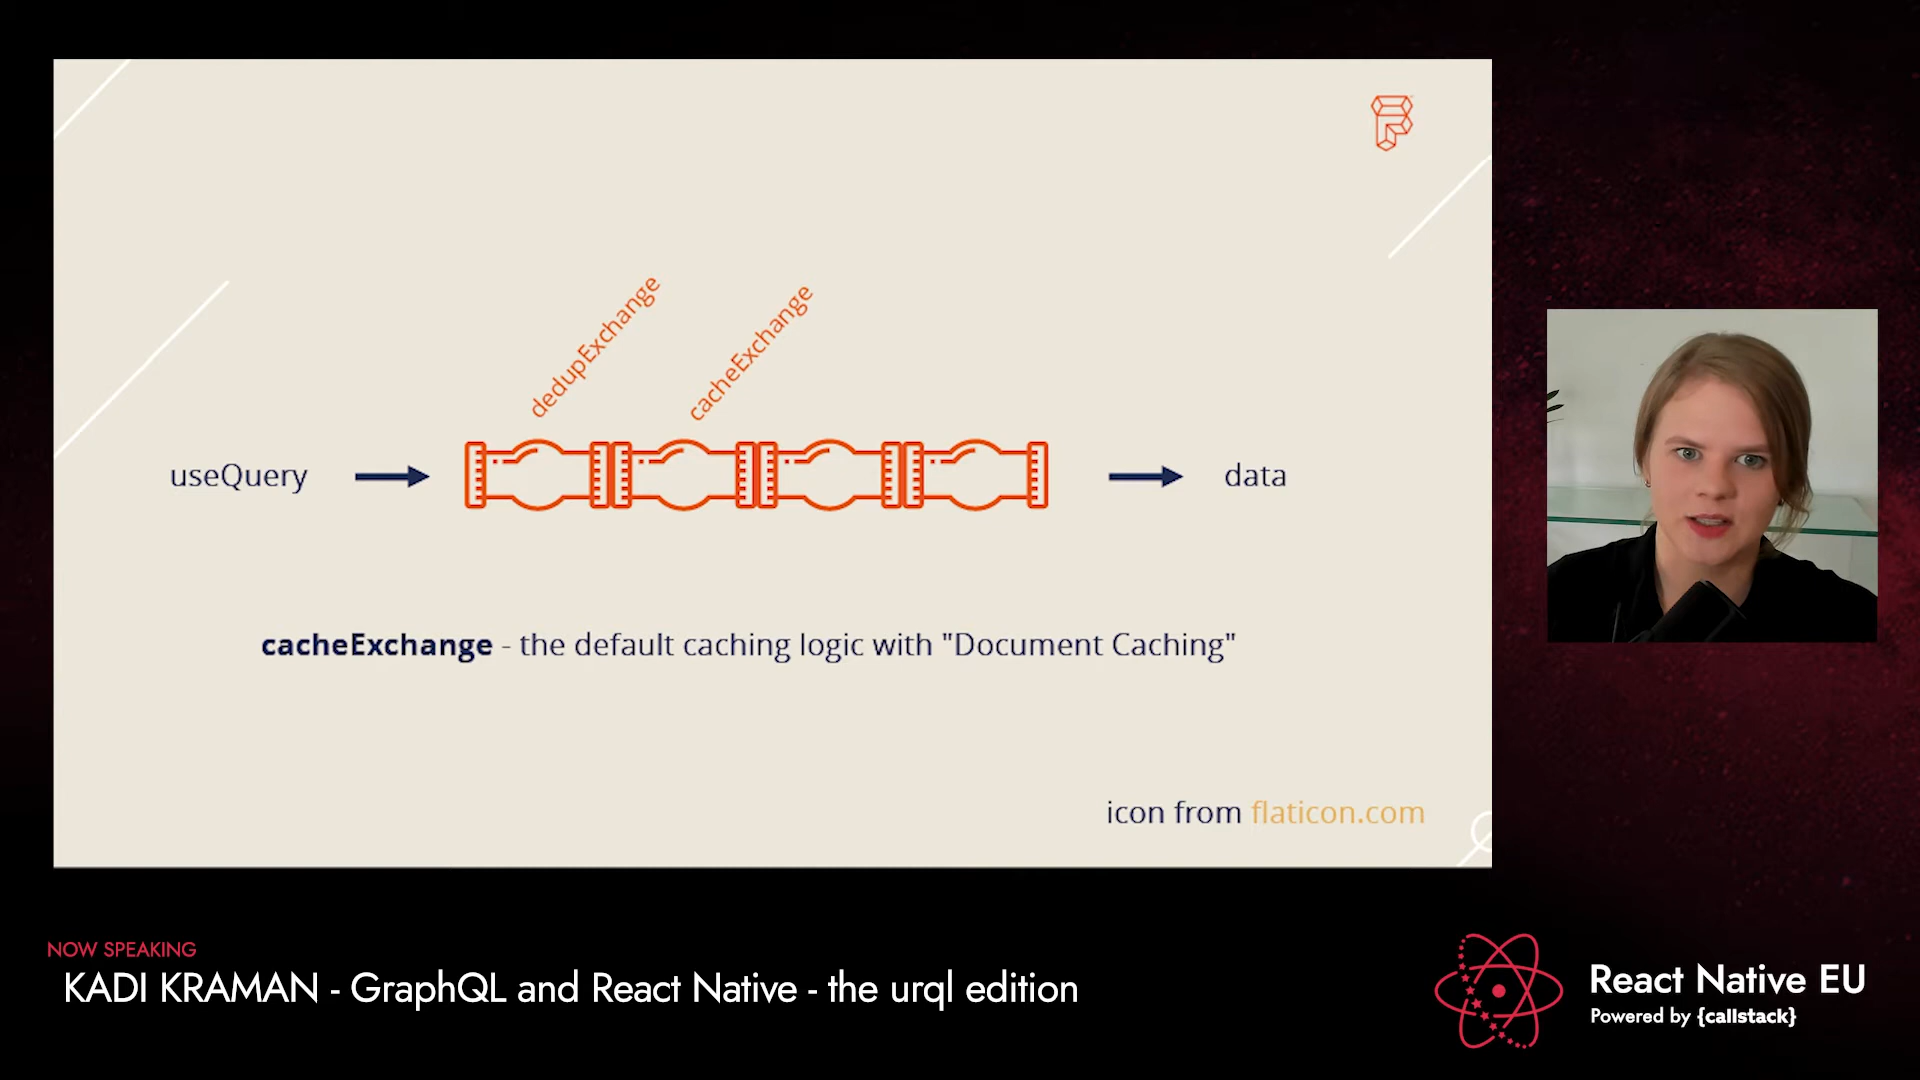 dedupExchange
cacheExchange
useQuery
data
cacheExchange - the default caching logic with "Document Caching"
icon from flaticon.com
NOW SPEAKING
KADI KRAMAN - GraphQL and React Native - the urql edition
React Native EU
Powered by {callstack}